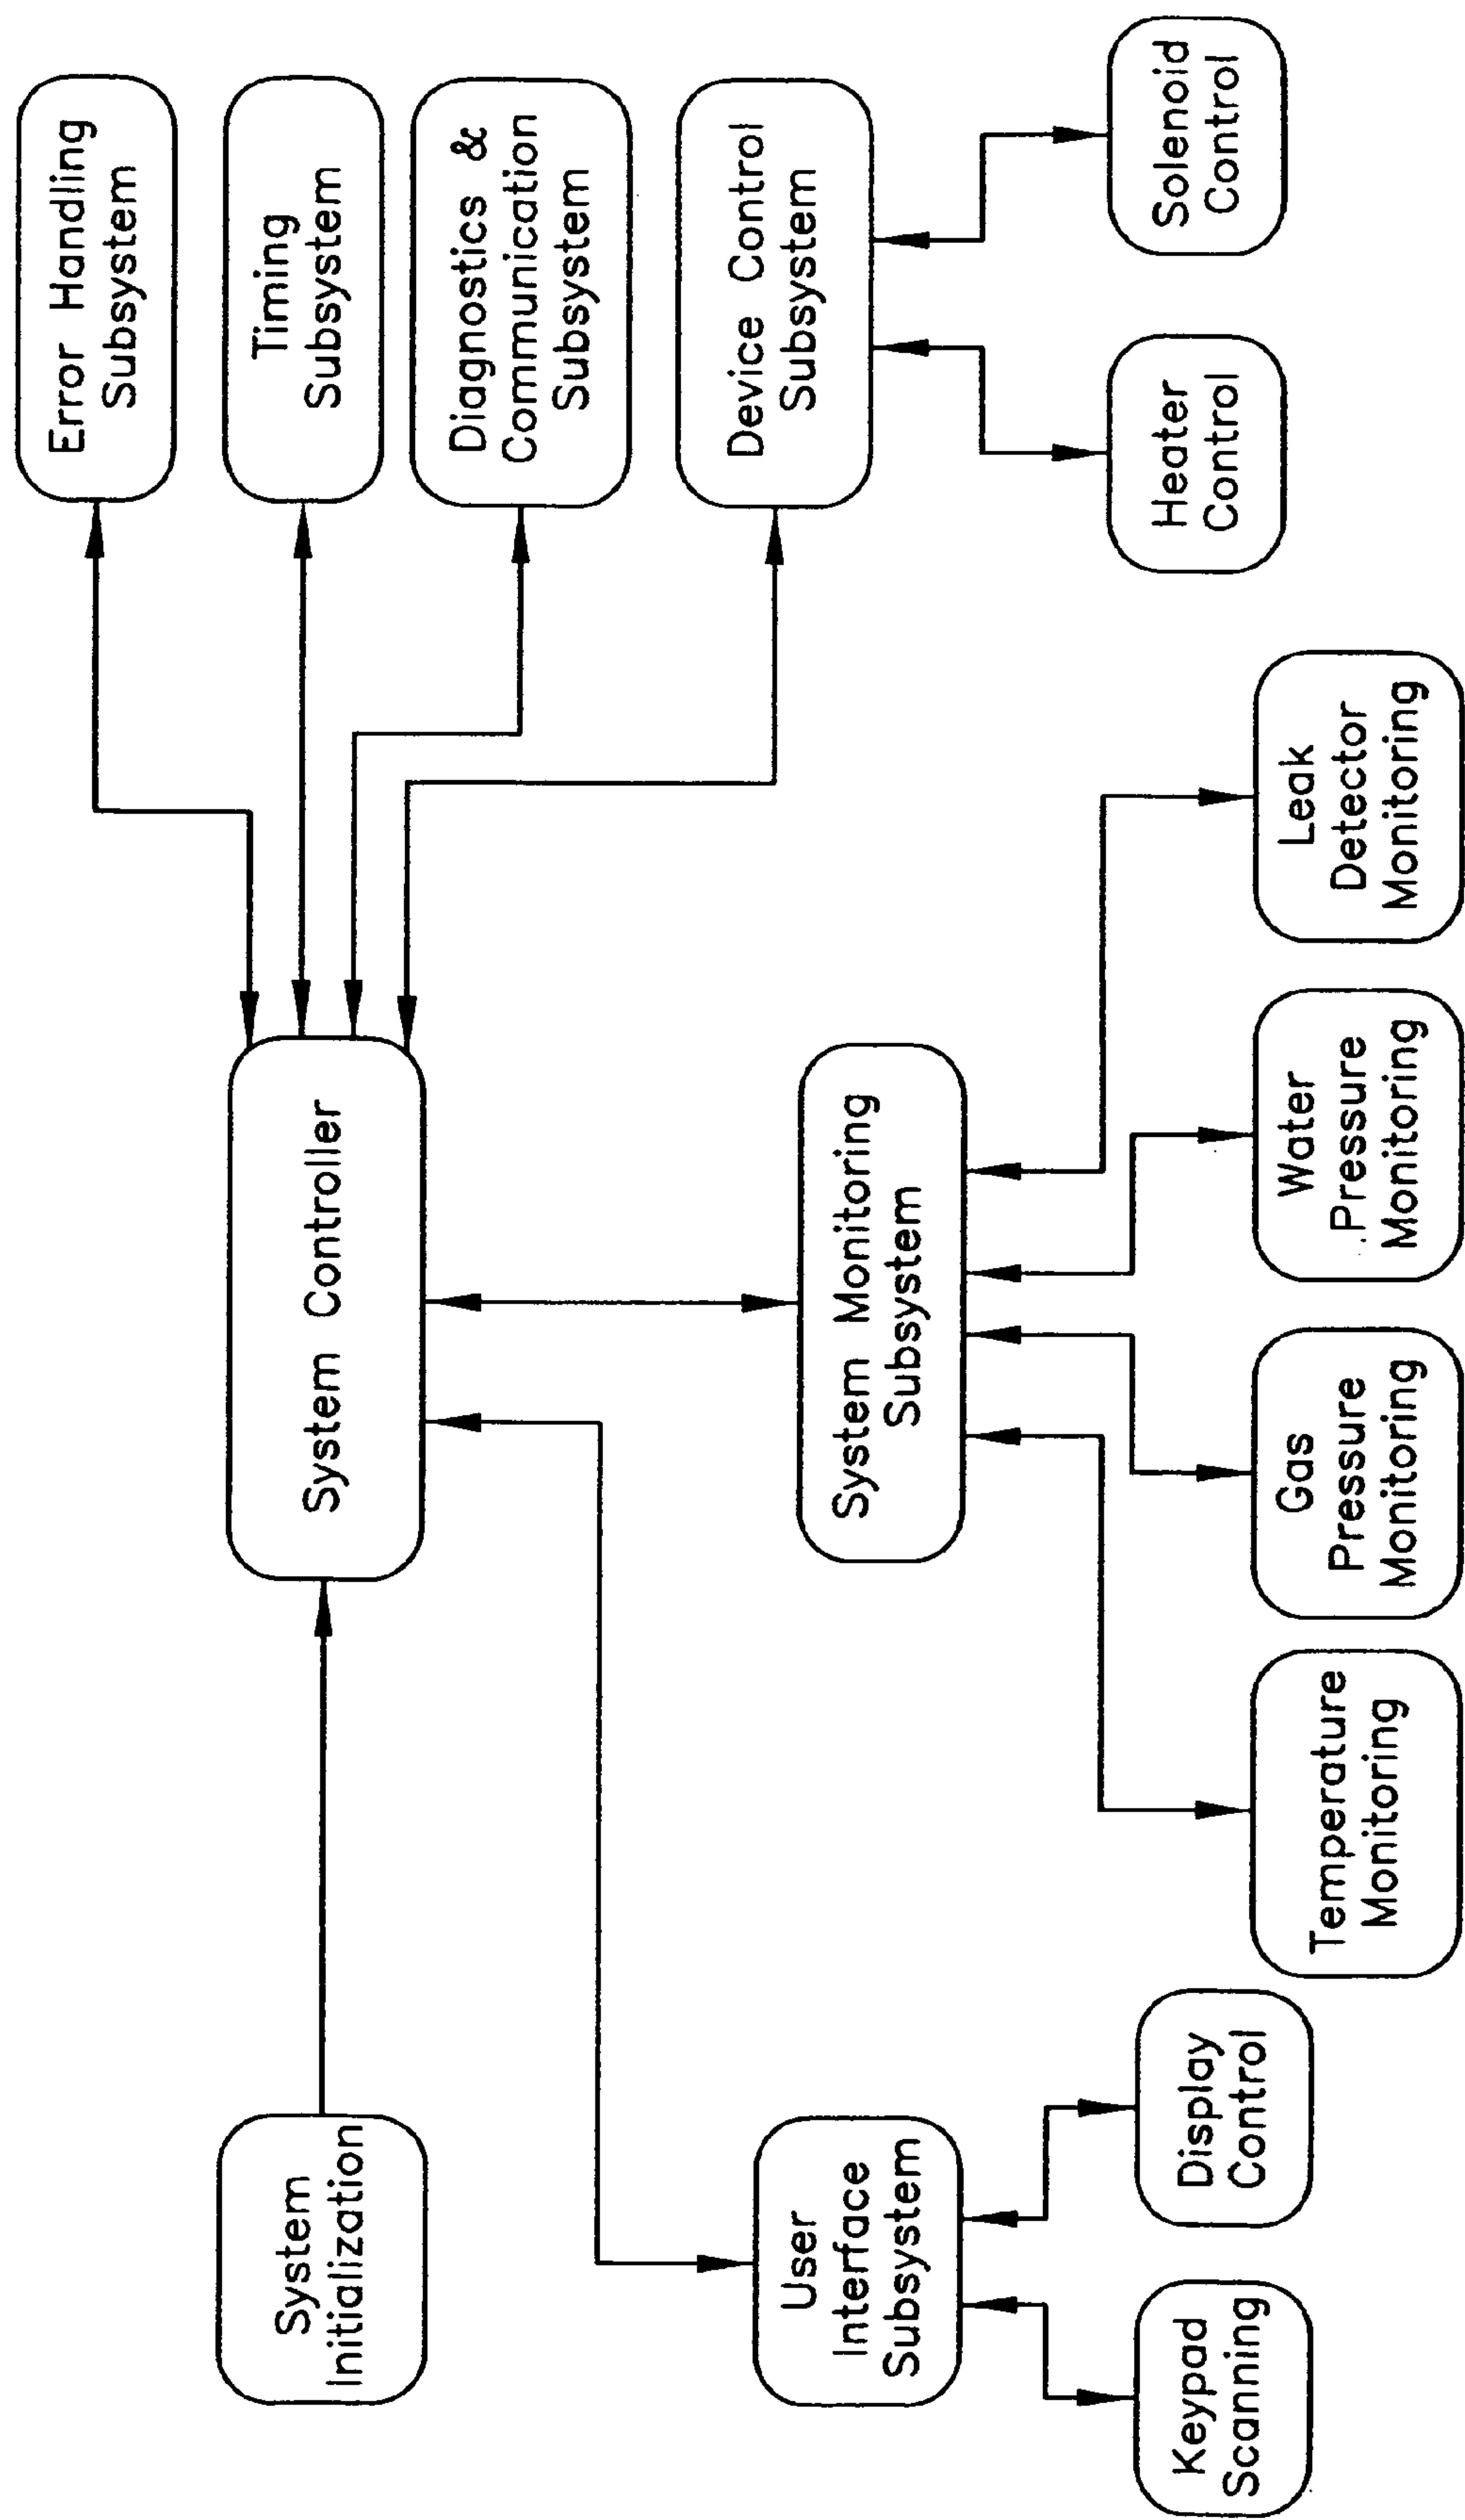 Error Handling
Subsystem
Timing
Subsystem
Diagnostics &
Communication
Subsystem
System
Initialization
System Controller
Device Control
Subsystem
User
Interface
Subsystem
System Monitoring
Subsystem
Keypad
Scanning
Display
Control
Temperature
Monitoring
Gas
Pressure
Monitoring
Water
Pressure
Monitoring
Leak
Detector
Monitoring
Heater
Control
Solenoid
Control